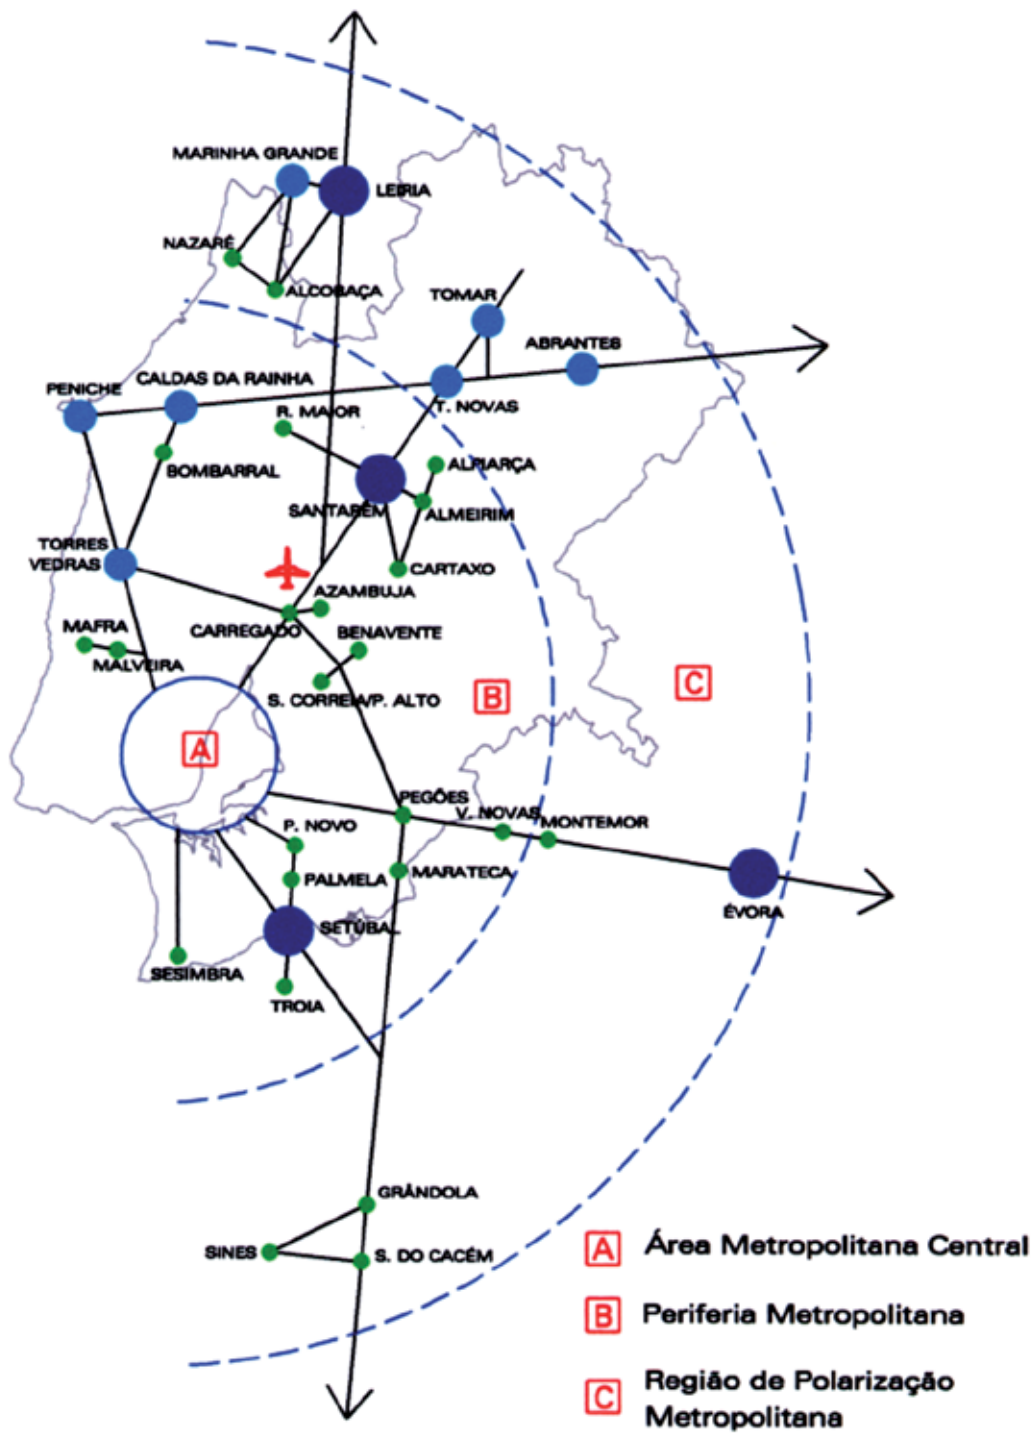 MARINHA GRANDE
LEIRIA
NAZARÉ
ALCOBAÇA
TOMAR
ABRANTES
PENICHE
CALDAS DA RAINHA
T. NOVAS
R. MAIOR
BOMBARRAL
ALPIARÇA
SANTARÉM
ALMEIRIM
TORRES
VEDRAS
CARTAXO
AZAMBUJA
CARREGADO
BENAVENTE
MAFRA
MALVEIRA
S. CORREIA/P. ALTO
A
B
C
PEGÕES
V. NOVAS
MONTEMOR
P. NOVO
PALMELA
MARATECA
SETÚBAL
ÉVORA
SESIMBRA
TROIA
GRÂNDOLA
SINES
S. DO CACÉM
A Área Metropolitana Central
B Periferia Metropolitana
C Região de Polarização
Metropolitana